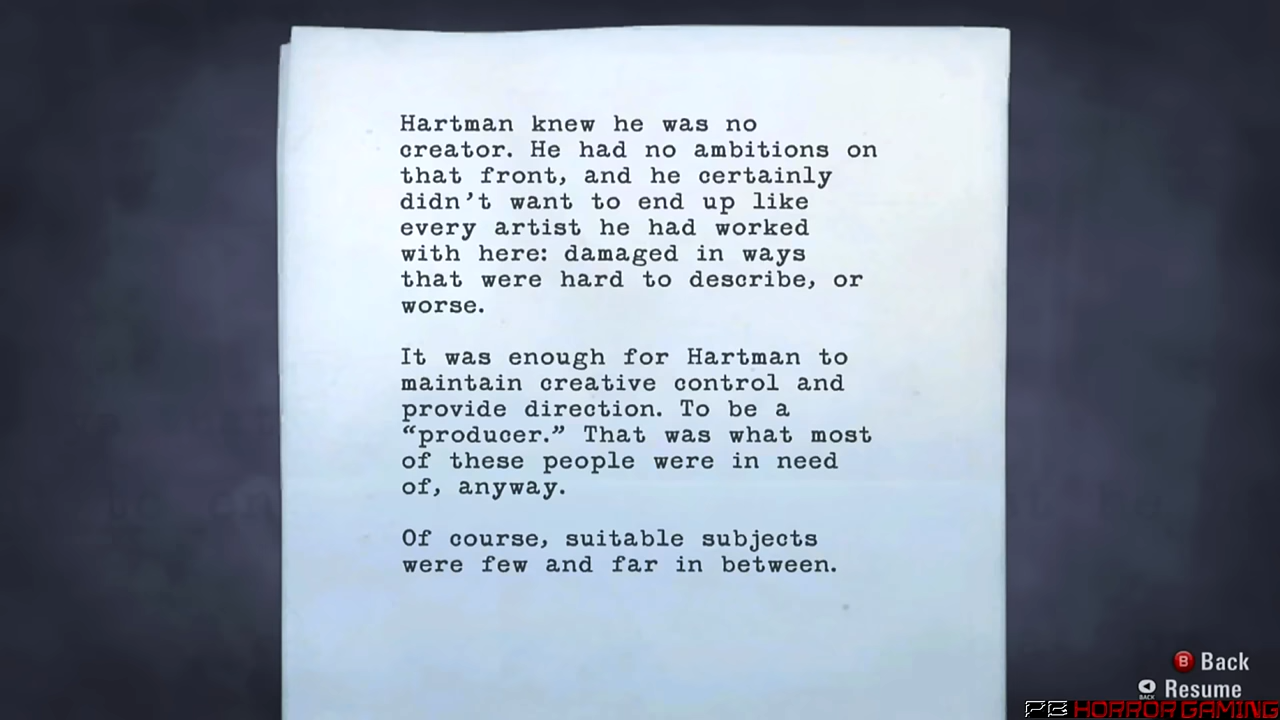 Hartman knew he was no
creator. He had no ambitions on
that front, and he certainly
didn't want to end up like
every artist he had worked
with here: damaged in ways
that were hard to describe, or
worse.
It was enough for Hartman to
maintain creative control and
provide direction. To be a
“producer.” That was what most
of these people were in need
of, anyway.
Of course, suitable subjects
were few and far in between.
B Back
BACK Resume
HORROR GAMING